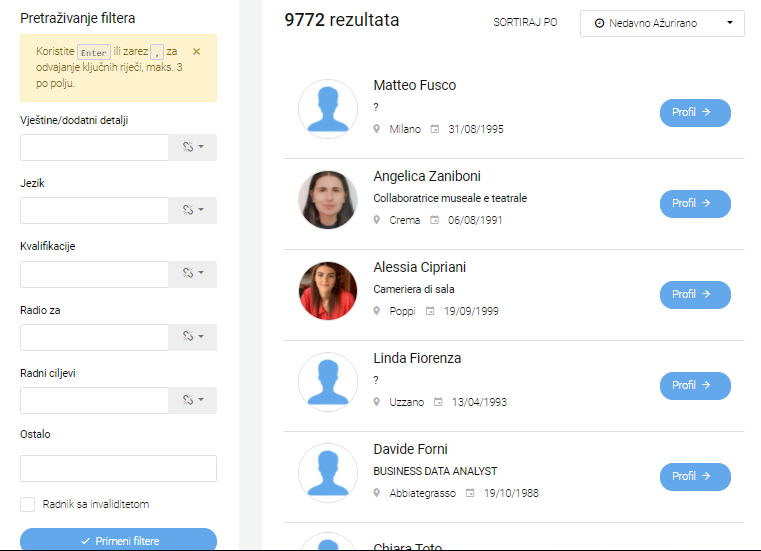 Pretraživanje filtera
Koristite Enter ili zarez , za
odvajanje ključnih riječi, maks. 3
po polju.
×
Vještine/dodatni detalji
Jezik
Kvalifikacije
Radio za
Radni ciljevi
Ostalo
Radnik sa invaliditetom
Primeni filtere
9772 rezultata
SORTIRAJ PO
Nedavno Ažurirano
Matteo Fusco
?
Milano 31/08/1995
Profil →
Angelica Zaniboni
Collaboratrice museale e teatrale
Crema 06/08/1991
Profil →
Alessia Cipriani
Cameriera di sala
Poppi 19/09/1999
Profil →
Linda Fiorenza
?
Uzzano 13/04/1993
Profil →
Davide Forni
BUSINESS DATA ANALYST
Abbiategrasso 19/10/1988
Profil →
Chiara Toto